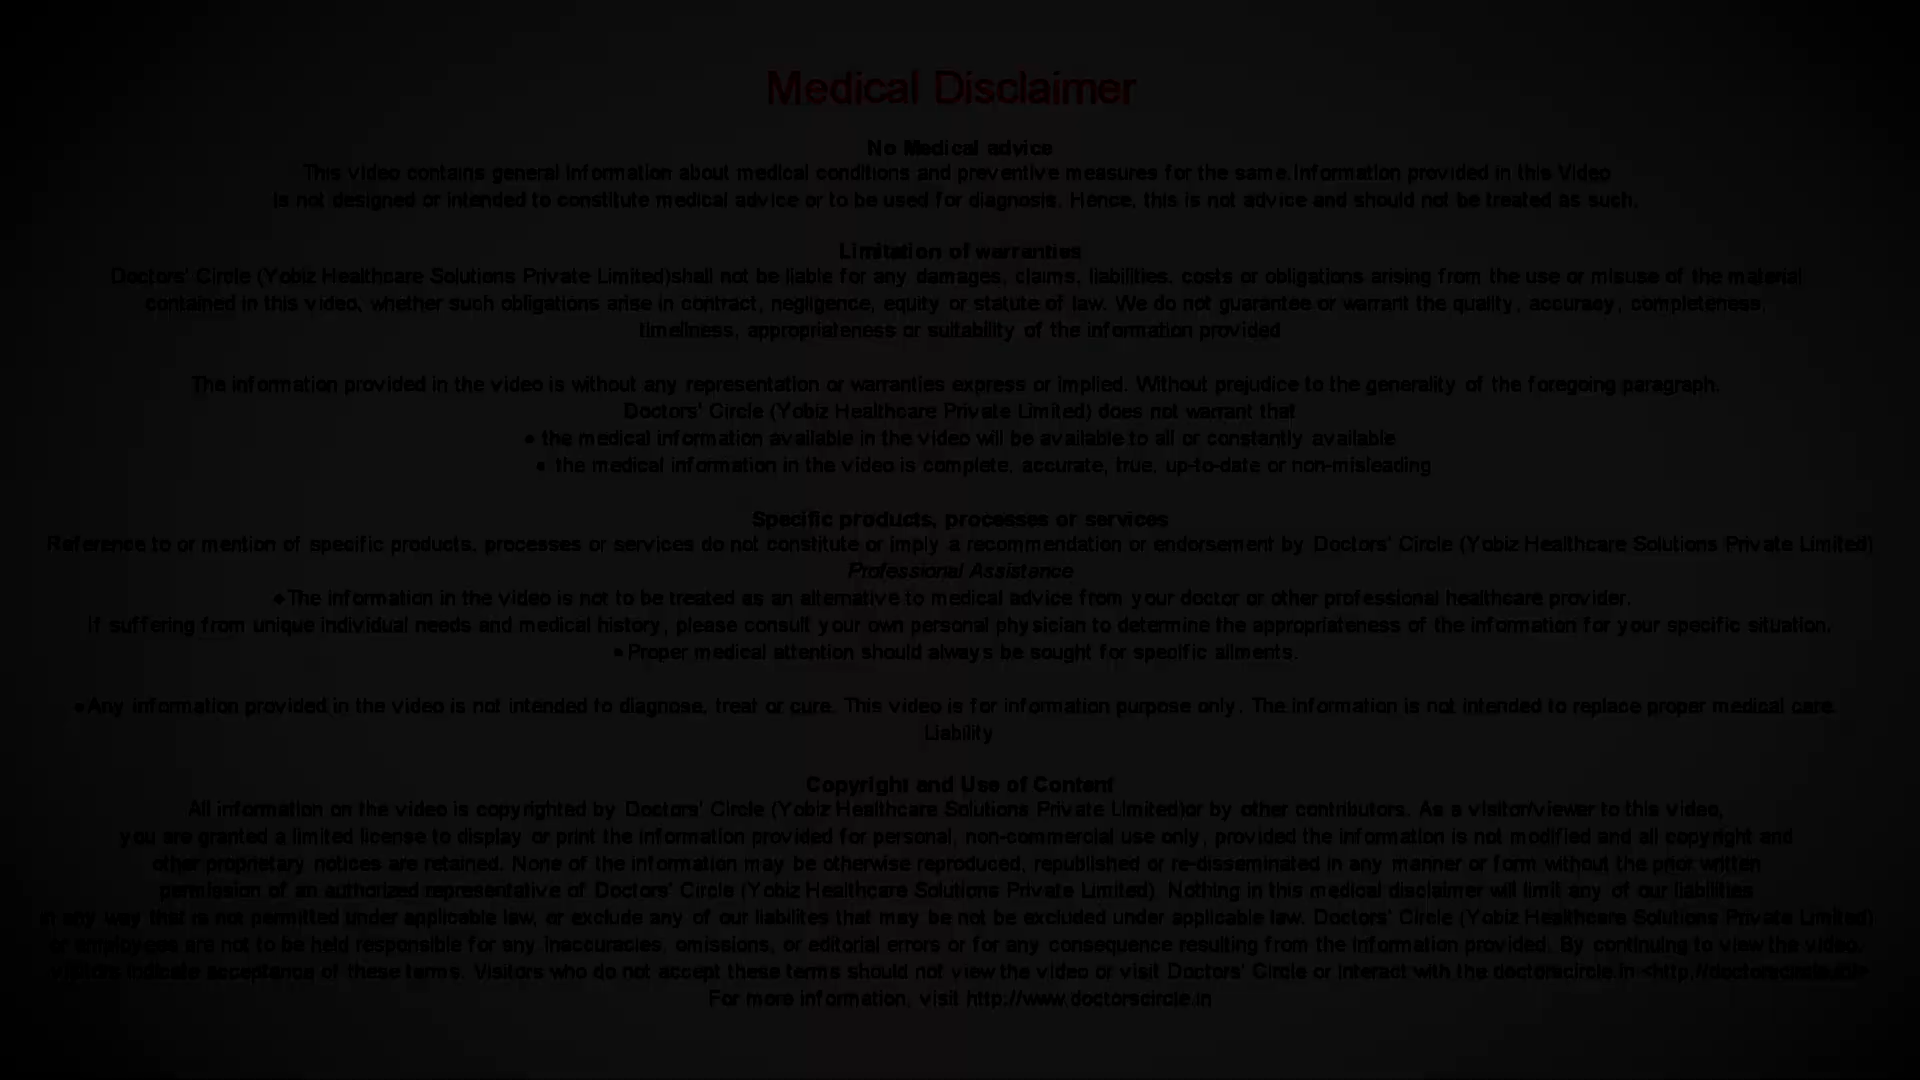 Medical Disclaimer
No Medical advice
This video contains general information about medical conditions and preventive measures for the same.Information provided in this Video
is not designed or intended to constitute medical advice or to be used for diagnosis. Hence, this is not advice and should not be treated as such.
Limitation of warranties
Doctors' Circle (Yobiz Healthcare Solutions Private Limited)shall not be liable for any damages, claims, liabilities, costs or obligations arising from the use or misuse of the material
contained in this video, whether such obligations arise in contract, negligence, equity or statute of law. We do not guarantee or warrant the quality, accuracy, completeness,
timeliness, appropriateness or suitability of the information provided
The information provided in the video is without any representation or warranties express or implied. Without prejudice to the generality of the foregoing paragraph.
Doctors' Circle (Yobiz Healthcare Private Limited) does not warrant that
• the medical information available in the video will be available to all or constantly available
• the medical information in the video is complete, accurate, true, up-to-date or non-misleading
Specific products, processes or services
Reference to or mention of specific products, processes or services do not constitute or imply a recommendation or endorsement by Doctors' Circle (Yobiz Healthcare Solutions Private Limited)
Professional Assistance
•The information in the video is not to be treated as an alternative to medical advice from your doctor or other professional healthcare provider.
If suffering from unique individual needs and medical history, please consult your own personal physician to determine the appropriateness of the information for your specific situation.
•Proper medical attention should always be sought for specific ailments.
•Any information provided in the video is not intended to diagnose, treat or cure. This video is for information purpose only. The Information is not intended to replace proper medical care.
Liability
Copyright and Use of Content
All information on the video is copyrighted by Doctors' Circle (Yobiz Healthcare Solutions Private Limited)or by other contributors. As a visitor/viewer to this video,
you are granted a limited license to display or print the information provided for personal, non-commercial use only, provided the information is not modified and all copyright and
other proprietary notices are retained. None of the information may be otherwise reproduced, republished or re-disseminated in any manner or form without the prior written
permission of an authorized representative of Doctors' Circle (Yobiz Healthcare Solutions Private Limited). Nothing in this medical disclaimer will limit any of our liabilities
in any way that is not permitted under applicable law, or exclude any of our liabilites that may be not be excluded under applicable law. Doctors' Circle (Yobiz Healthcare Solutions Private Limited)
or employees are not to be held responsible for any inaccuracies, omissions, or editorial errors or for any consequence resulting from the information provided. By continuing to view the video,
visitors indicate acceptance of these terms. Visitors who do not accept these terms should not view the video or visit Doctors' Circle or interact with the doctorscircle.in <http://doctorscircle.in/>
For more information, visit http://www.doctorscircle.in